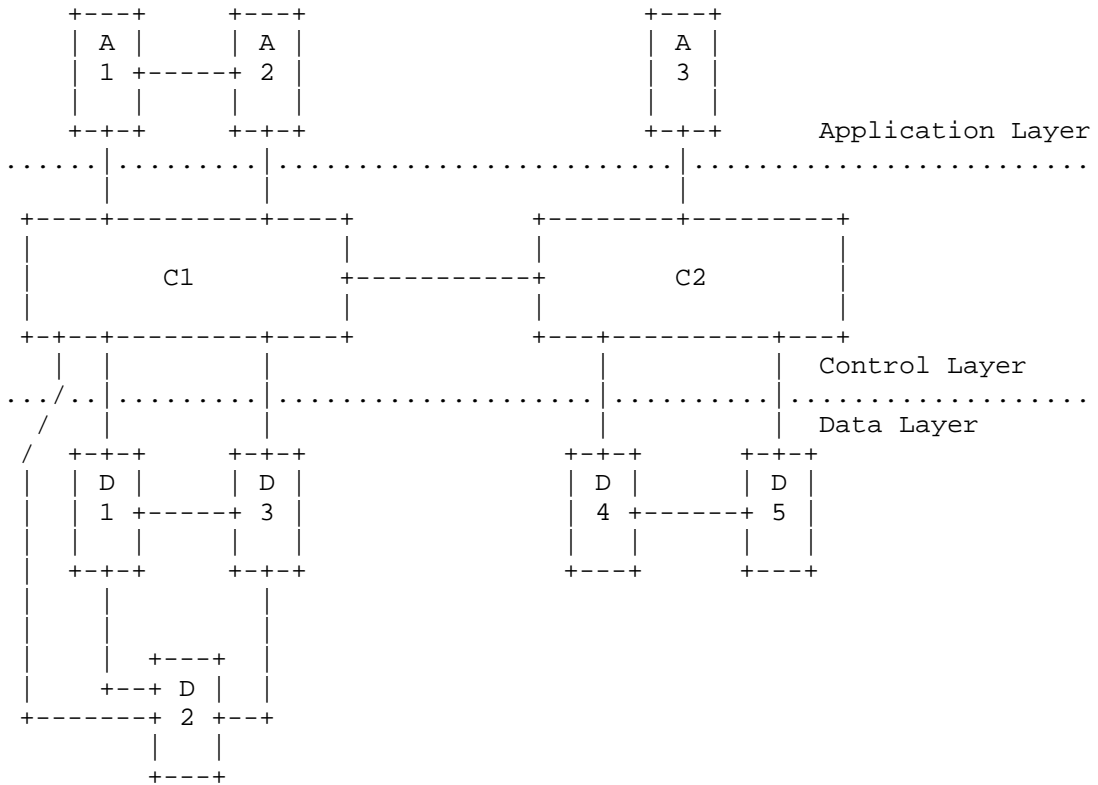 A A A
1 2 3
Application Layer
C1 C2
Control Layer
Data Layer
D D D D
1 3 4 5
D
2